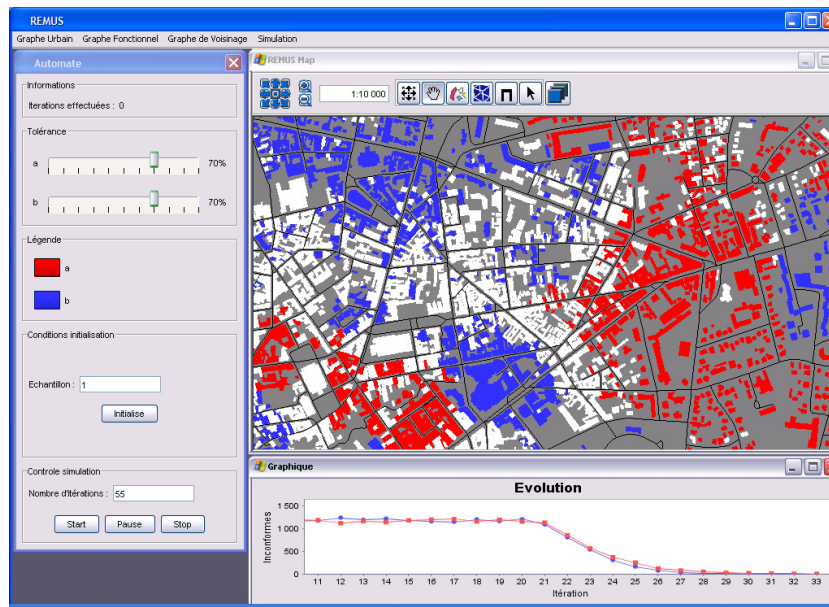 REMUS
Graphe Urbain Graphe Fonctionnel Graphe de Voisinage Simulation
Automate
Informations
Iterations effectuées : 0
Tolérance
a 70%
b 70%
Légende
a
b
Conditions initialisation
Echantillon : 1
Initialise
Controle simulation
Nombre d'itérations : 55
Start Pause Stop
REMUS Map
1:10 000
Graphique
Evolution
Inconformes
1 500
1 000
500
0
11 12 13 14 15 16 17 18 19 20 21 22 23 24 25 26 27 28 29 30 31 32 33
Itération